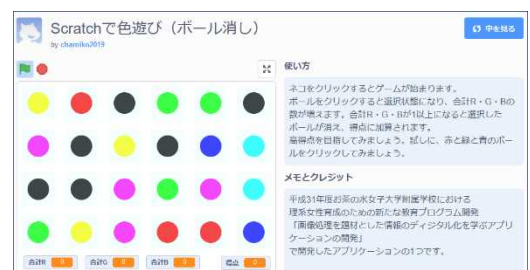 Scratchで色遊び（ボール消し）
by chamiko2019
中を見る
使い方
ネコをクリックするとゲームが始まります。
ボールをクリックすると選択状態になり、合計R・G・Bの
数が増えます。合計R・G・Bが1以上になると選択した
ボールが消え、得点に加算されます。
高得点を目指してみましょう。試しに、赤と緑と青のボー
ルをクリックしてみましょう。
メモとクレジット
平成31年度お茶の水女子大学附属学校における
理系女性育成のための新たな教育プログラム開発
「画像処理を題材とした情報のディジタル化を学ぶアプリ
ケーションの開発」
で開発したアプリケーションの1つです。
合計R 0 合計G 0 合計B 0 得点 0